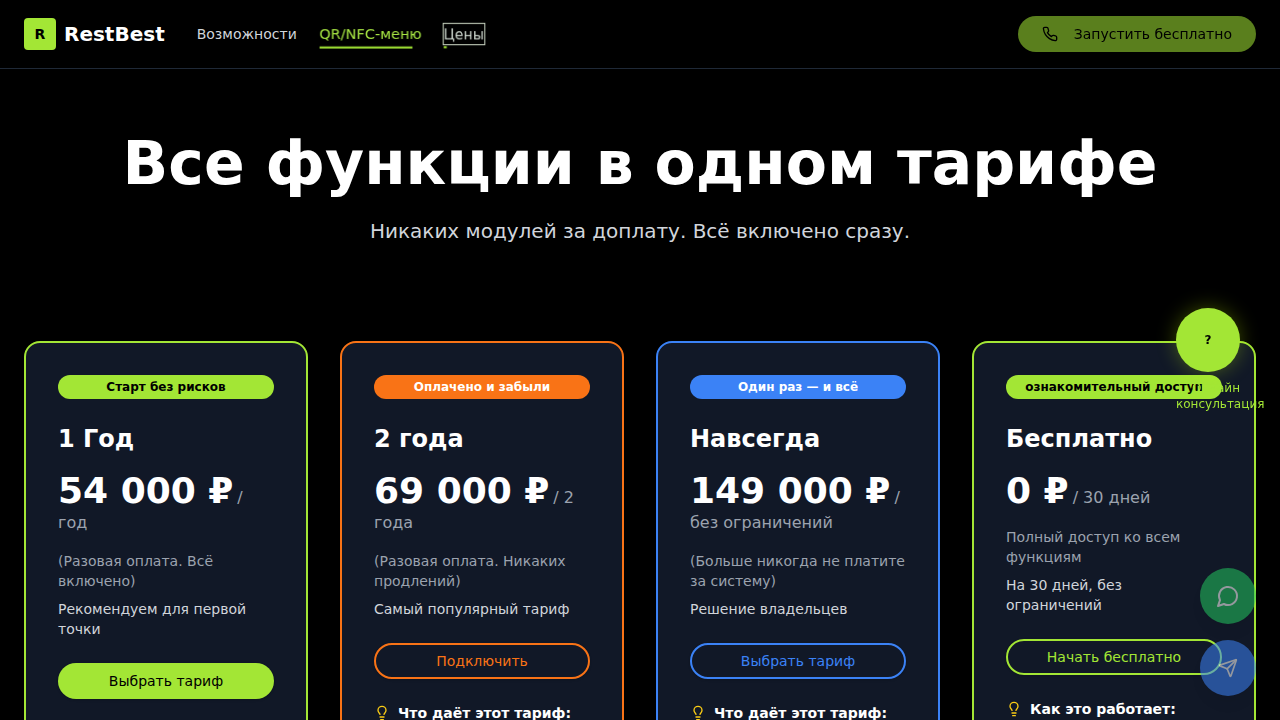 R RestBest Возможности QR/NFC-меню Цены Запустить бесплатно
Все функции в одном тарифе
Никаких модулей за доплату. Всё включено сразу.
Старт без рисков
1 Год
54 000 ₽ /
год
(Разовая оплата. Всё
включено)
Рекомендуем для первой
точки
Выбрать тариф
Оплачено и забыли
2 года
69 000 ₽ / 2
года
(Разовая оплата. Никаких
продлений)
Самый популярный тариф
Подключить
Что даёт этот тариф:
Один раз — и всё
Навсегда
149 000 ₽ /
без ограничений
(Больше никогда не платите
за систему)
Решение владельцев
Выбрать тариф
Что даёт этот тариф:
ознакомительный доступ
Бесплатно
0 ₽ / 30 дней
Полный доступ ко всем
функциям
На 30 дней, без
ограничений
Начать бесплатно
Как это работает:
?
консультация